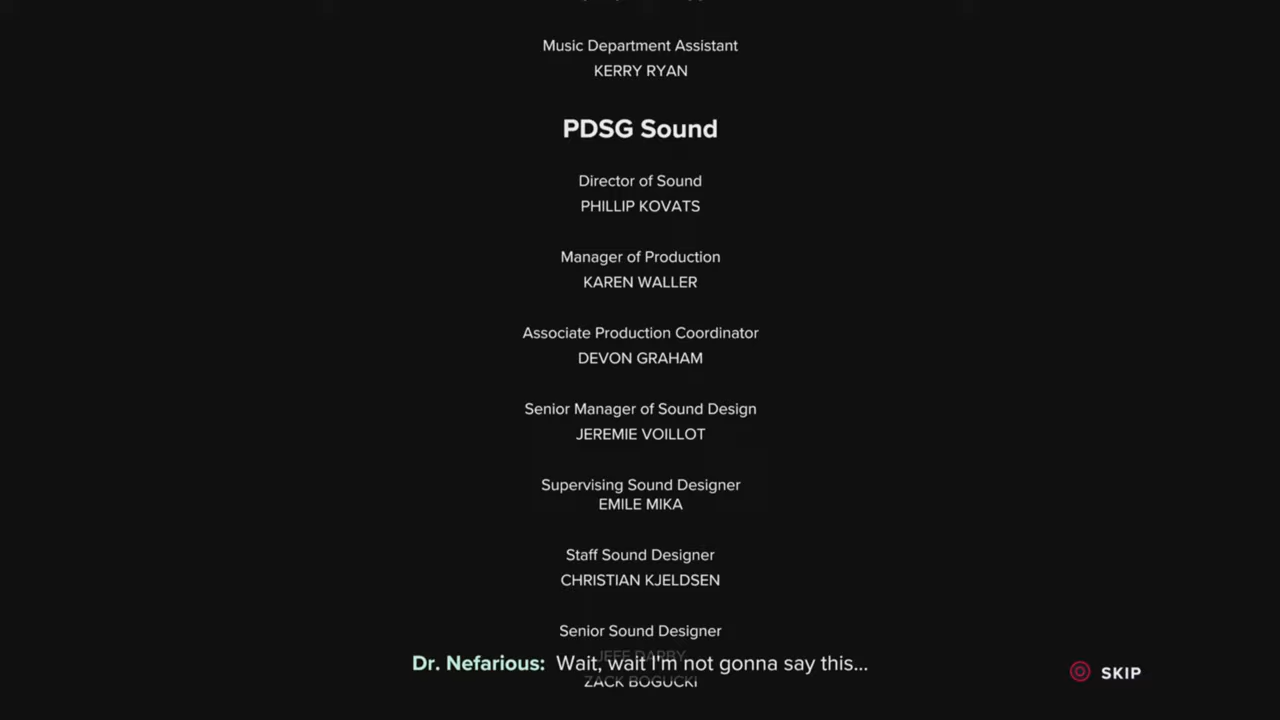 Music Department Assistant
KERRY RYAN
PDSG Sound
Director of Sound
PHILLIP KOVATS
Manager of Production
KAREN WALLER
Associate Production Coordinator
DEVON GRAHAM
Senior Manager of Sound Design
JEREMIE VOILLOT
Supervising Sound Designer
EMILE MIKA
Staff Sound Designer
CHRISTIAN KJELDSEN
Senior Sound Designer
JEFF DARBY
Dr. Nefarious: Wait, wait I'm not gonna say this...
ZACK BOGUCKI
SKIP